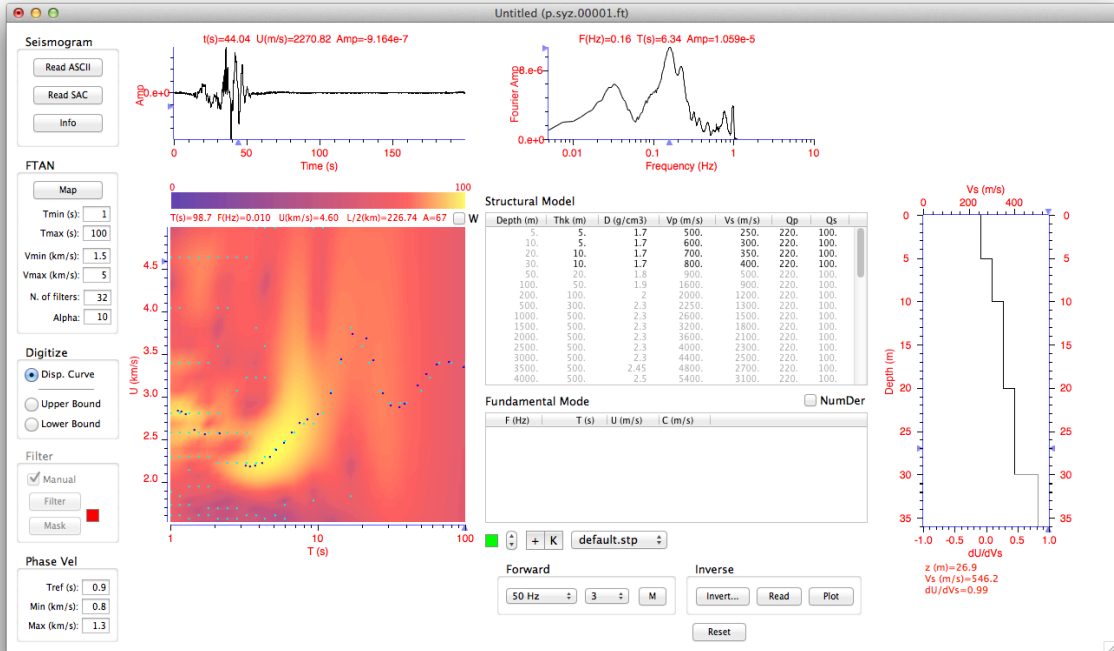 Untitled (p.syz.00001.ft)
Seismogram
Read ASCII
Read SAC
Info
FTAN
Map
Tmin (s): 1
Tmax (s): 100
Vmin (km/s): 1.5
Vmax (km/s): 5
N. of filters: 32
Alpha: 10
Digitize
Disp. Curve
Upper Bound
Lower Bound
Filter
Manual
Filter
Mask
Phase Vel
Tref (s): 0.9
Min (km/s): 0.8
Max (km/s): 1.3
t(s)=44.04 U(m/s)=2270.82 Amp=-9.164e-7
Amp
0.e+0
0 50 100 150
Time (s)
F(Hz)=0.16 T(s)=6.34 Amp=1.059e-5
Fourier Amp
8.e-6
0.e+0
0.01 0.1 1 10
Frequency (Hz)
0 100
T(s)=98.7 F(Hz)=0.010 U(km/s)=4.60 L/2(km)=226.74 A=67 W
U (km/s)
4.5
4.0
3.5
3.0
2.5
2.0
1 10 100
T (s)
Structural Model
Depth (m) Thk (m) D (g/cm3) Vp (m/s) Vs (m/s) Qp Qs
5. 5. 1.7 500. 250. 220. 100.
10. 5. 1.7 600. 300. 220. 100.
20. 10. 1.7 700. 350. 220. 100.
30. 10. 1.7 800. 400. 220. 100.
50. 20. 1.8 900. 500. 220. 100.
100. 50. 1.9 1600. 900. 220. 100.
200. 100. 2 2000. 1200. 220. 100.
500. 300. 2.3 2250. 1300. 220. 100.
1000. 500. 2.3 2600. 1500. 220. 100.
1500. 500. 2.3 3200. 1800. 220. 100.
2000. 500. 2.3 3600. 2100. 220. 100.
2500. 500. 2.3 4000. 2300. 220. 100.
3000. 500. 2.3 4400. 2500. 220. 100.
3500. 500. 2.45 4800. 2700. 220. 100.
4000. 500. 2.5 5400. 3100. 220. 100.
Fundamental Mode
NumDer
F (Hz) T (s) U (m/s) C (m/s)
+ K default.stp
Forward
50 Hz 3 M
Inverse
Invert... Read Plot
Reset
Vs (m/s)
0 200 400
0 0
5 5
10 10
15 15
20 20
25 25
30 30
35 35
Depth (m)
-1.0 -0.5 0.0 0.5 1.0
dU/dVs
z (m)=26.9
Vs (m/s)=546.2
dU/dVs=0.99